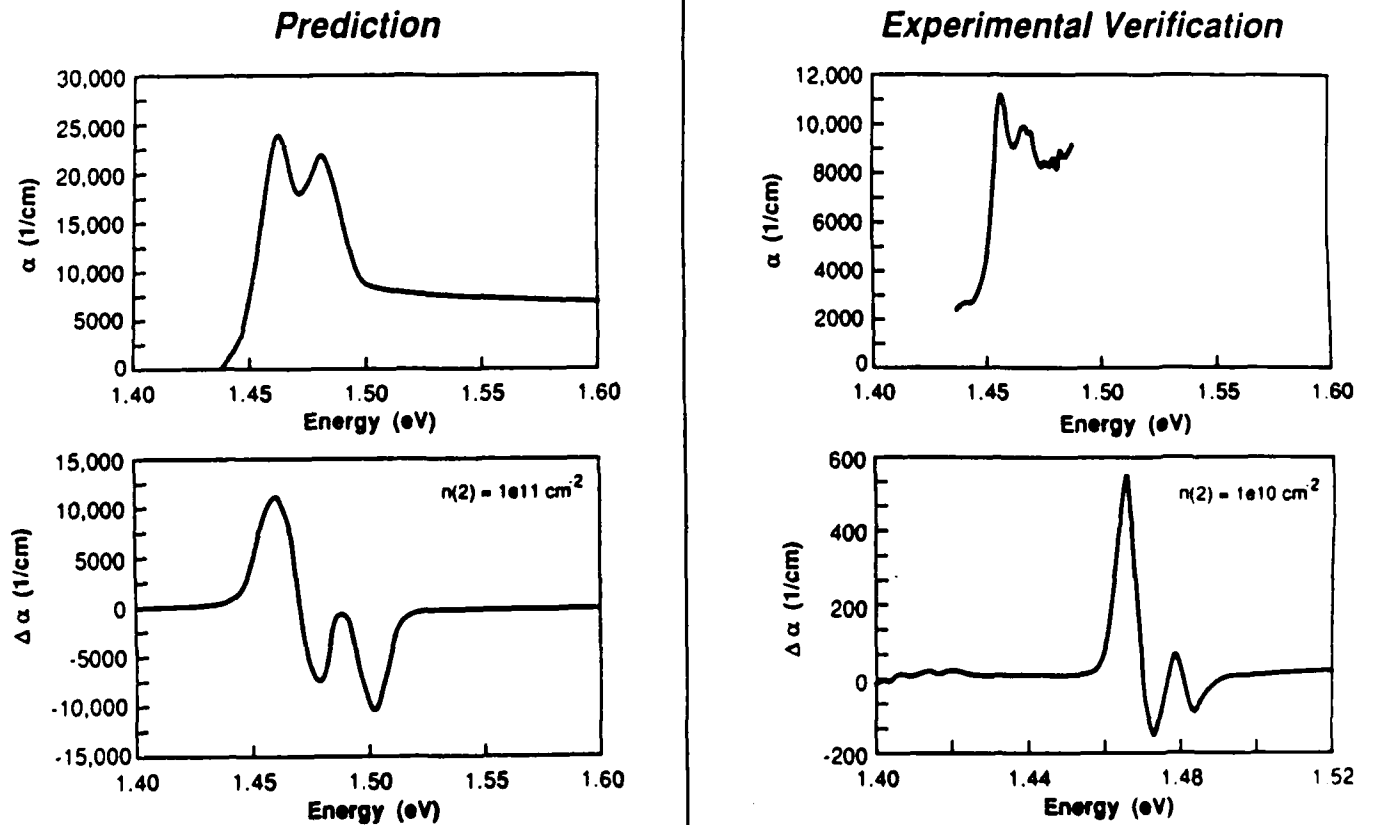 Prediction
30,000
25,000
20,000
15,000
10,000
5000
0
α (1/cm)
1.40 1.45 1.50 1.55 1.60
Energy (eV)
15,000
10,000
5000
0
-5000
-10,000
-15,000
Δ α (1/cm)
n(2) = 1e11 cm-2
1.40 1.45 1.50 1.55 1.60
Energy (eV)
Experimental Verification
12,000
10,000
8000
6000
4000
2000
0
α (1/cm)
1.40 1.45 1.50 1.55 1.60
Energy (eV)
600
400
200
0
-200
Δ α (1/cm)
n(2) = 1e10 cm-2
1.40 1.44 1.48 1.52
Energy (eV)